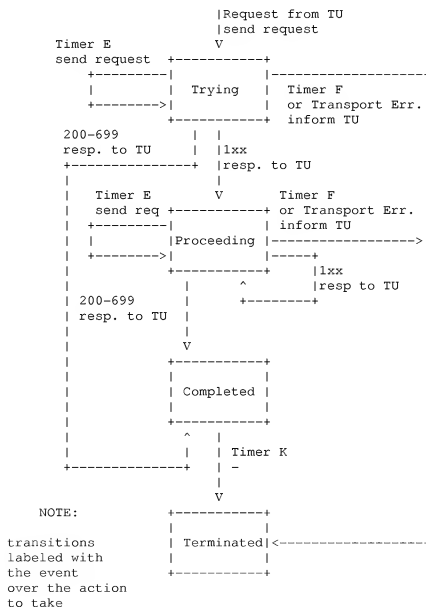 Request from TU
send request
Timer E
send request
Trying
Timer F
or Transport Err.
inform TU
200-699
resp. to TU
1xx
resp. to TU
Timer E
send req
Timer F
or Transport Err.
inform TU
Proceeding
1xx
resp to TU
200-699
resp. to TU
Completed
Timer K
-
NOTE:
transitions
labeled with
the event
over the action
to take
Terminated